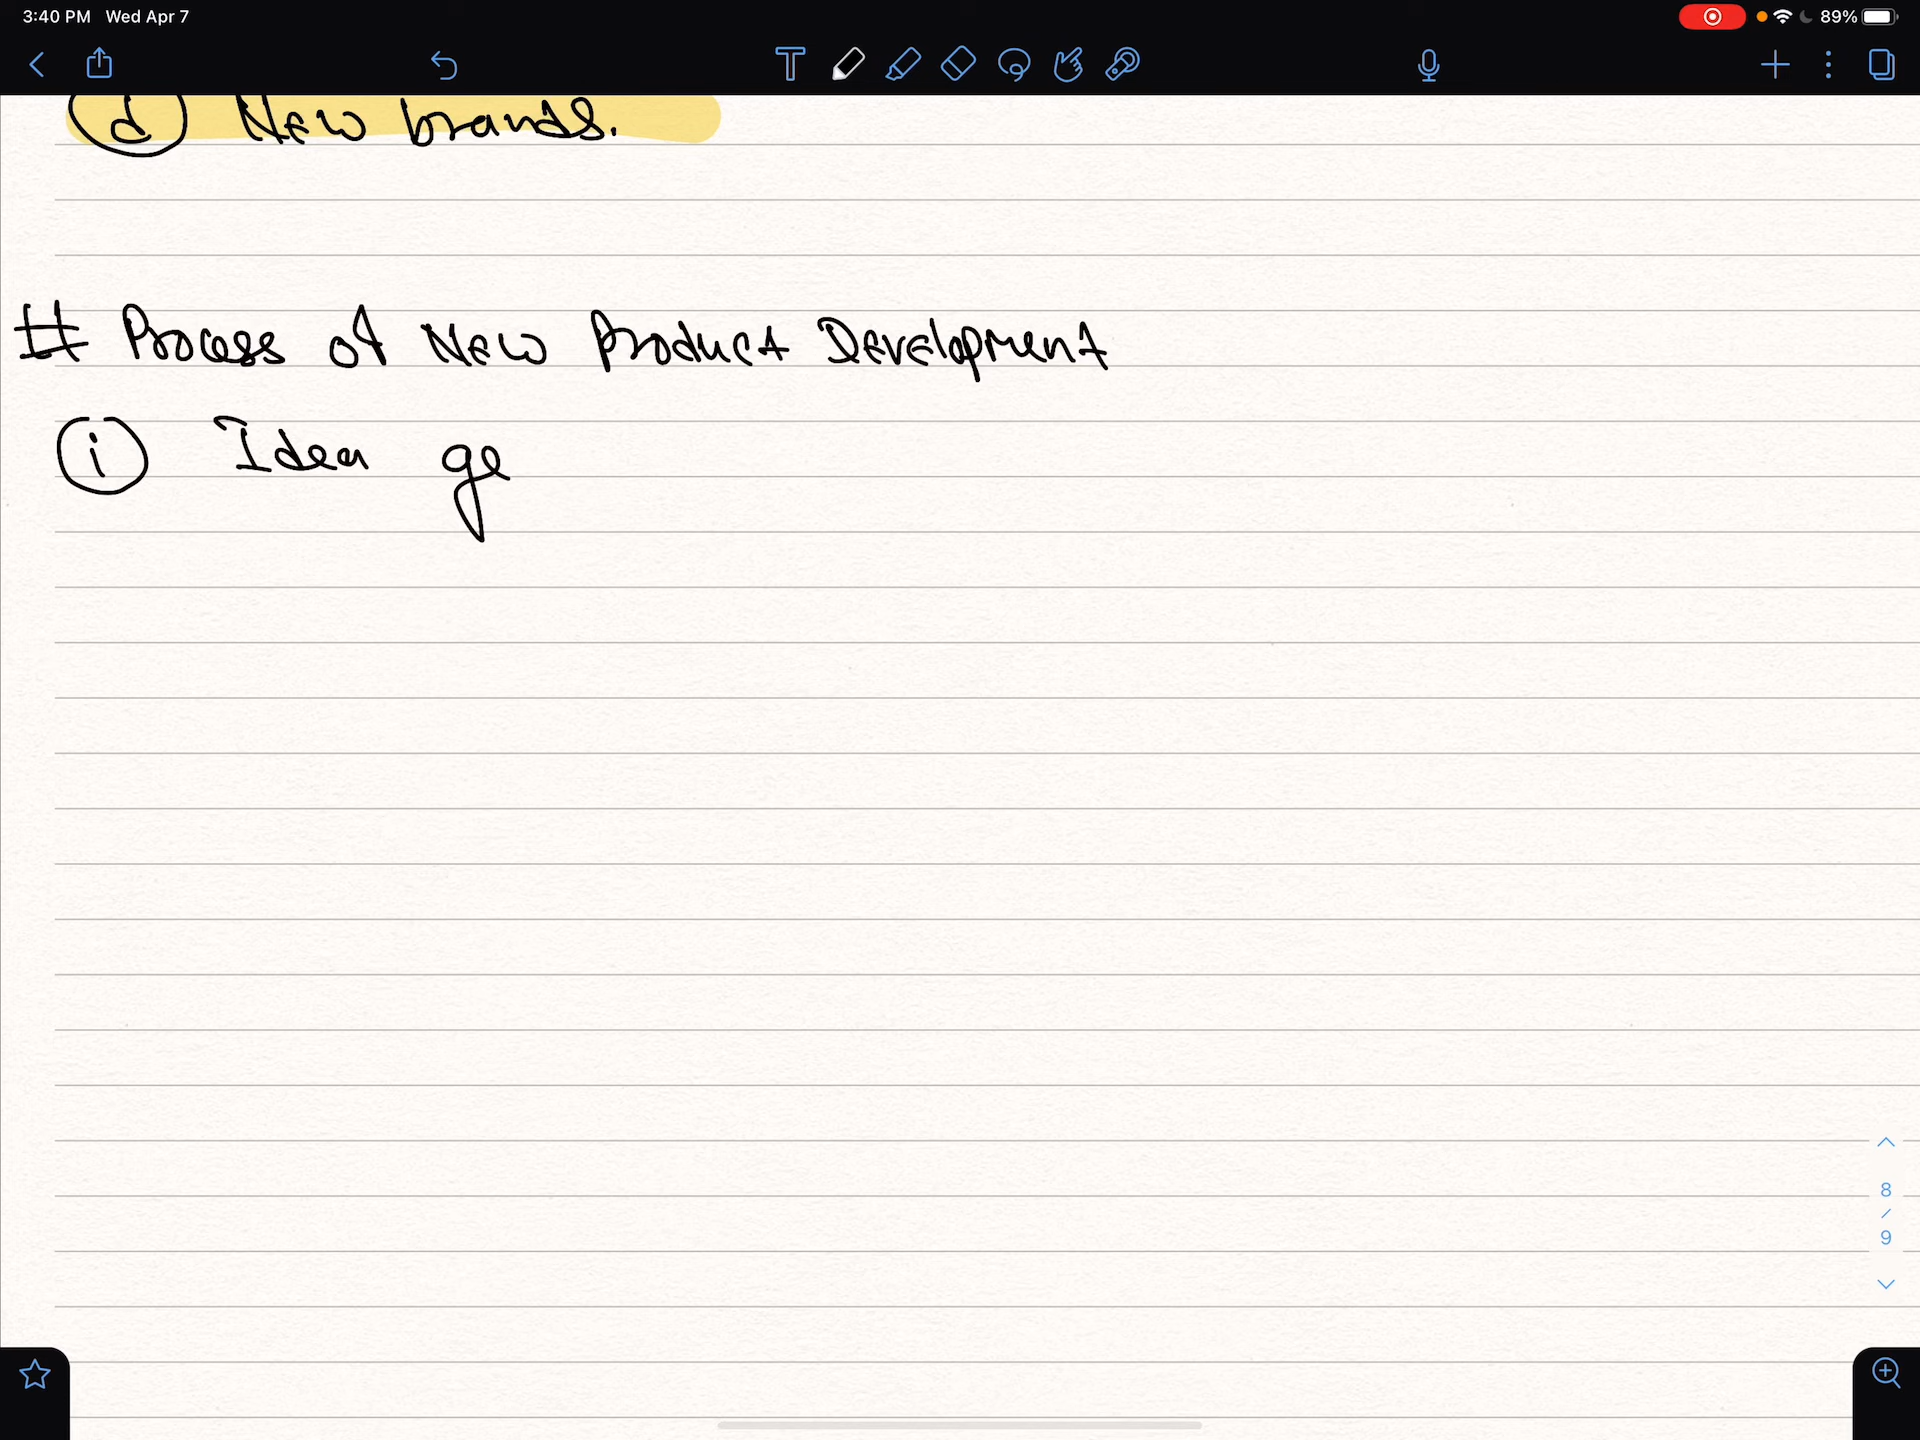 3:40 PM Wed Apr 7 89%
d New brands.
# Process of New Product Development
i Idea ge
8
/
9